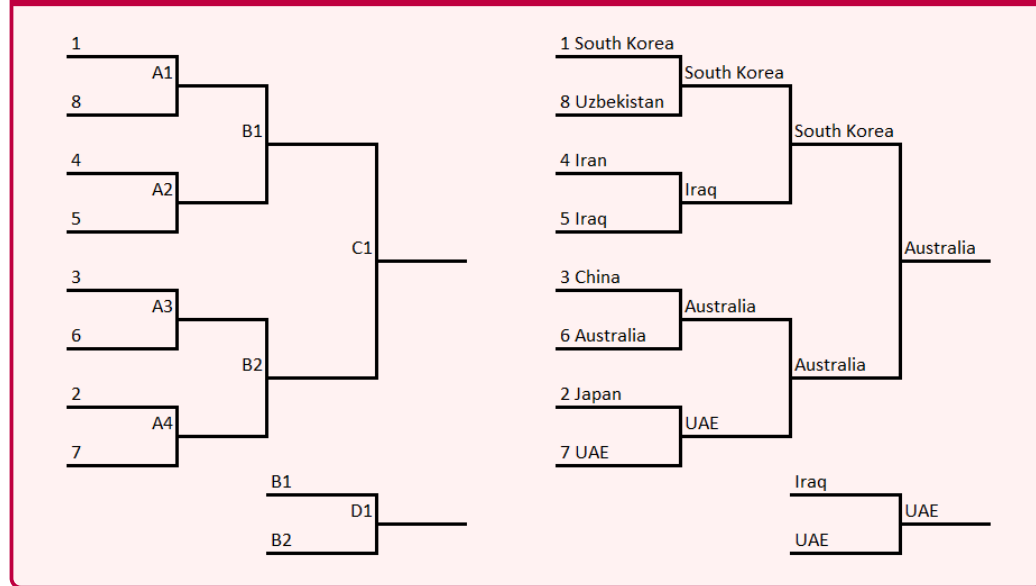 1
A1
8
B1
4
A2
5
C1
3
A3
6
B2
2
A4
7
B1
D1
B2
1 South Korea
South Korea
8 Uzbekistan
South Korea
4 Iran
Iraq
5 Iraq
Australia
3 China
Australia
6 Australia
Australia
2 Japan
UAE
7 UAE
Iraq
UAE
UAE